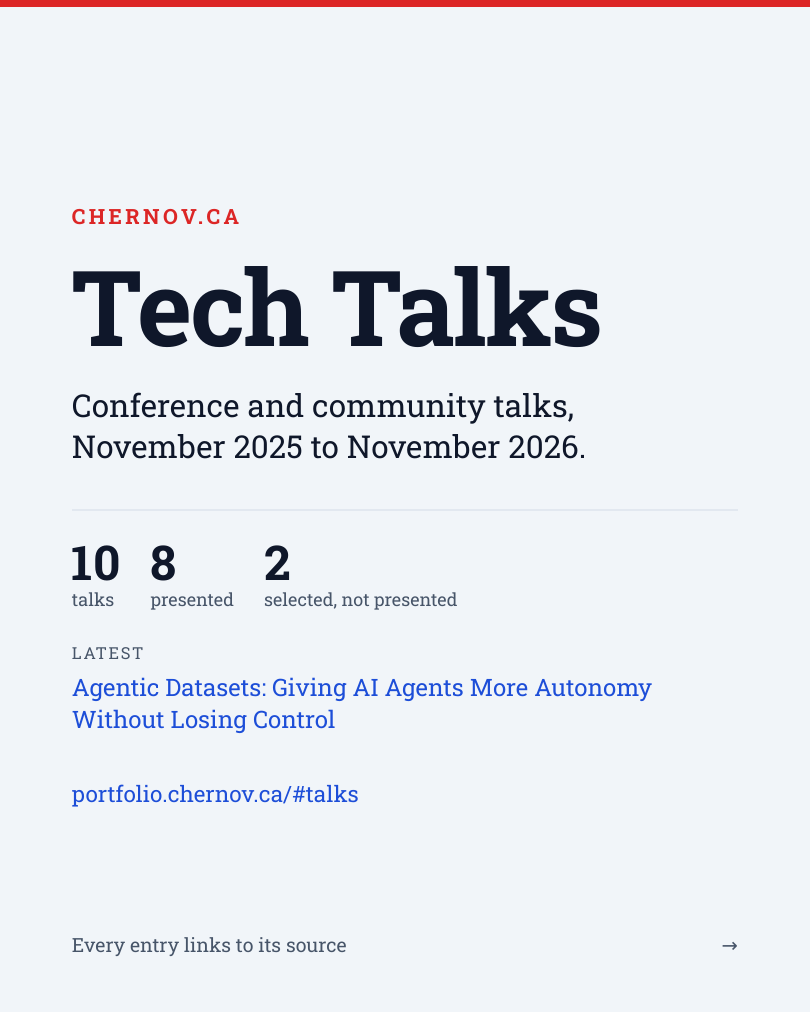 CHERNOV.CA
Tech Talks
Conference and community talks,
November 2025 to November 2026.
10 8 2
talks presented selected, not presented
LATEST
Agentic Datasets: Giving AI Agents More Autonomy
Without Losing Control
portfolio.chernov.ca/#talks
Every entry links to its source →